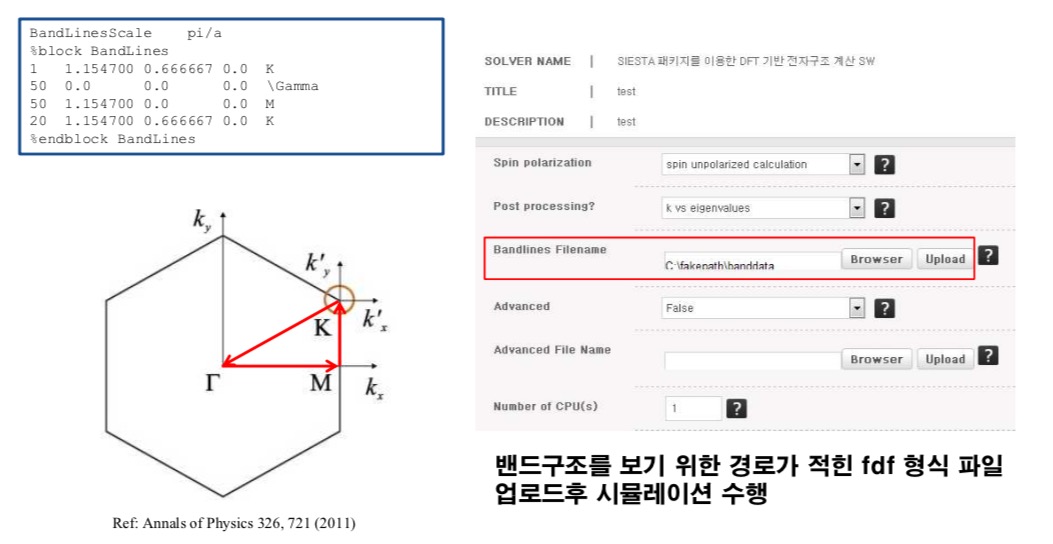 BandLinesScale pi/a
%block BandLines
1 1.154700 0.666667 0.0 K
50 0.0 0.0 0.0 \Gamma
50 1.154700 0.0 0.0 M
20 1.154700 0.666667 0.0 K
%endblock BandLines
k_y
k'_y
K
k'_x
Γ
M
k_x
Ref: Annals of Physics 326, 721 (2011)
SOLVER NAME | SIESTA 패키지를 이용한 DFT 기반 전자구조 계산 SW
TITLE | test
DESCRIPTION | test
Spin polarization spin unpolarized calculation ?
Post processing? k vs eigenvalues ?
Bandlines Filename C:\fakepath\banddata Browser Upload ?
Advanced False ?
Advanced File Name Browser Upload ?
Number of CPU(s) 1 ?
밴드구조를 보기 위한 경로가 적힌 fdf 형식 파일
업로드후 시뮬레이션 수행